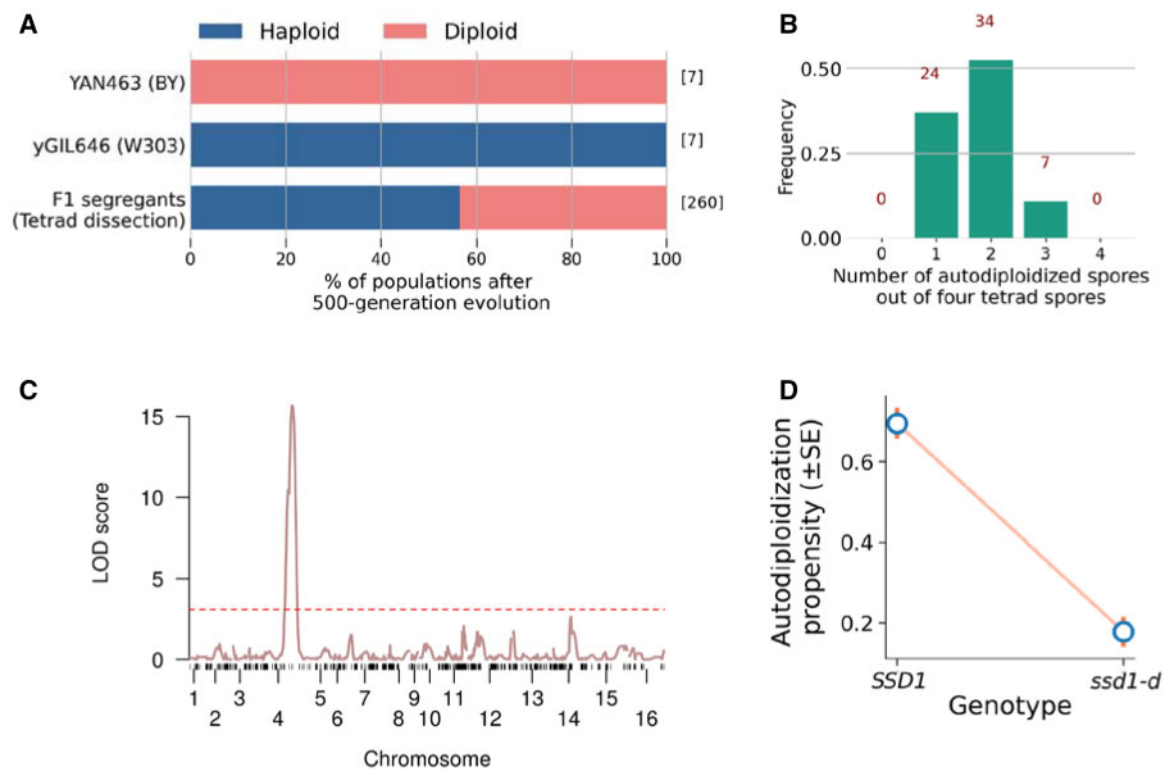 A
Haploid
Diploid
YAN463 (BY)
[7]
yGIL646 (W303)
[7]
F1 segregants
(Tetrad dissection)
[260]
0 20 40 60 80 100
% of populations after
500-generation evolution
B
34
24
7
0
0
0.50
0.25
0.00
Frequency
0 1 2 3 4
Number of autodiploidized spores
out of four tetrad spores
C
15
10
5
0
LOD score
1 3 5 7 9 11 13 15
2 4 6 8 10 12 14 16
Chromosome
D
Autodiploidization
propensity (±SE)
0.6
0.4
0.2
SSD1 ssd1-d
Genotype